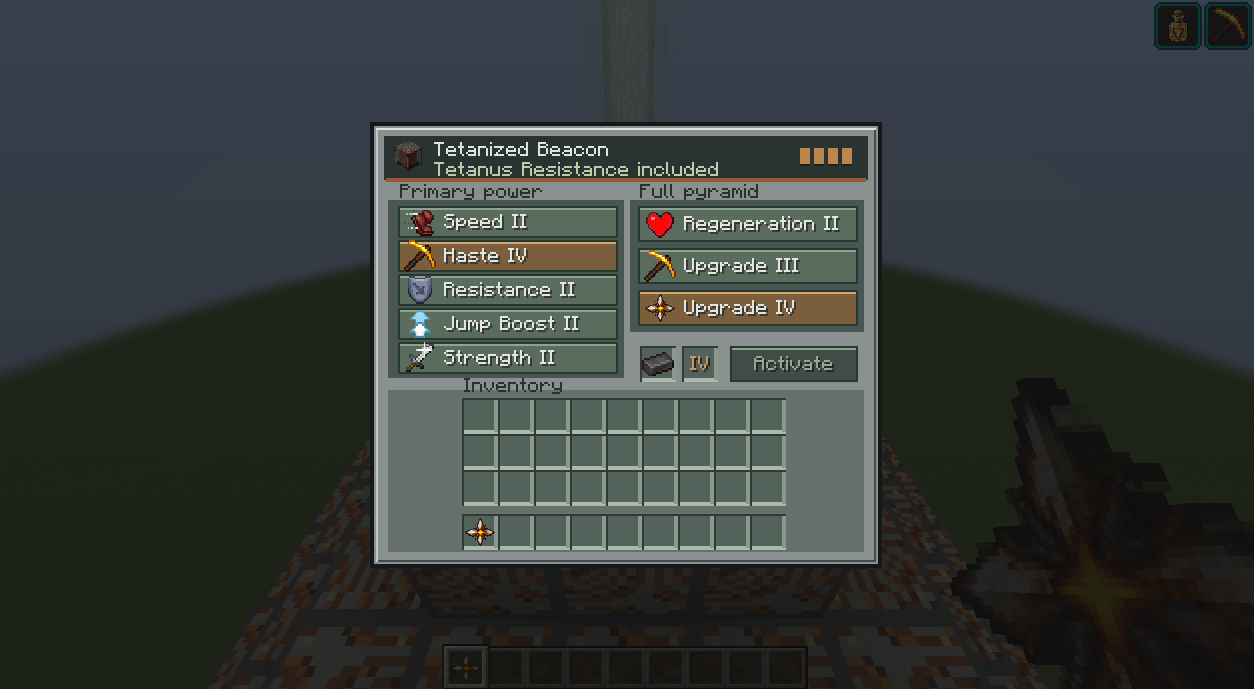 Tetanized Beacon
Tetanus Resistance included
Primary power
Full pyramid
Speed II
Haste IV
Resistance II
Jump Boost II
Strength II
Regeneration II
Upgrade III
Upgrade IV
IV
Activate
Inventory